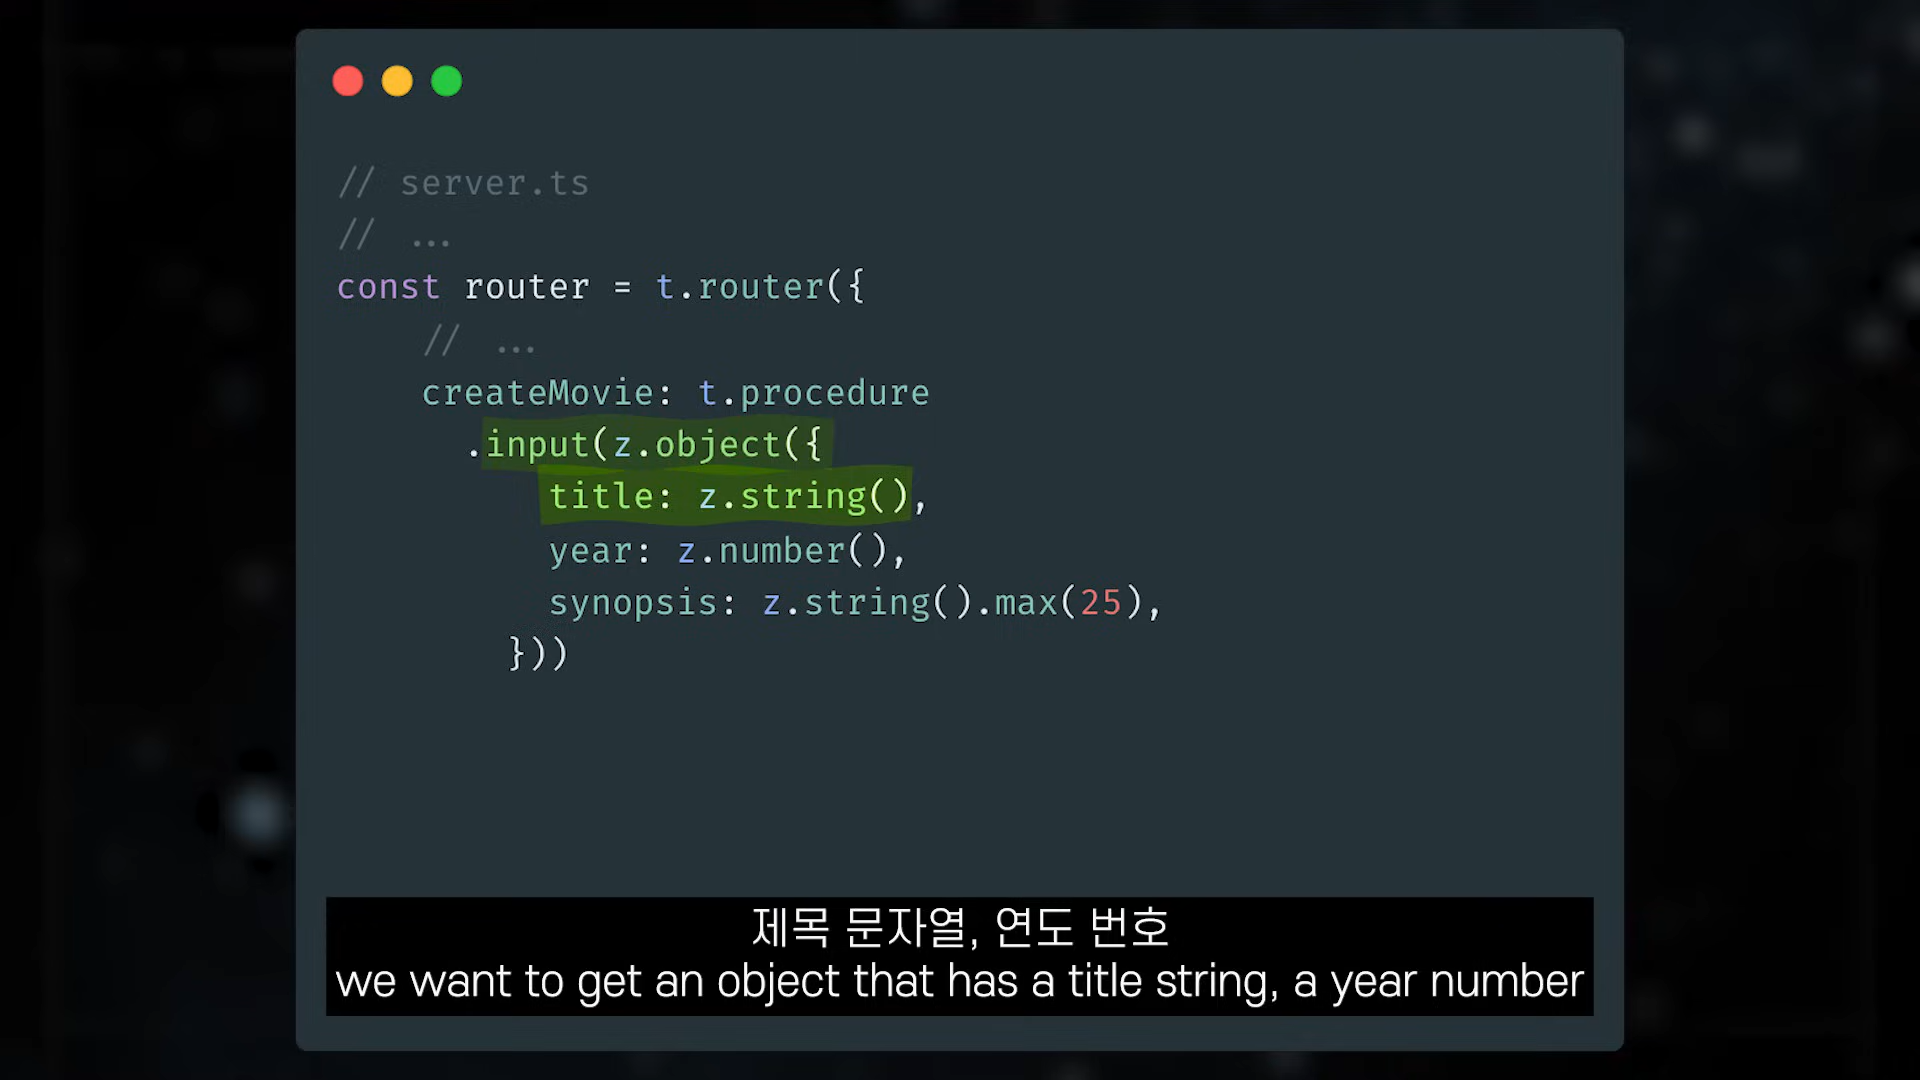 // server.ts
// ...
const router = t.router({
// ...
createMovie: t.procedure
.input(z.object({
title: z.string(),
year: z.number(),
synopsis: z.string().max(25),
}))
제목 문자열, 연도 번호
we want to get an object that has a title string, a year number